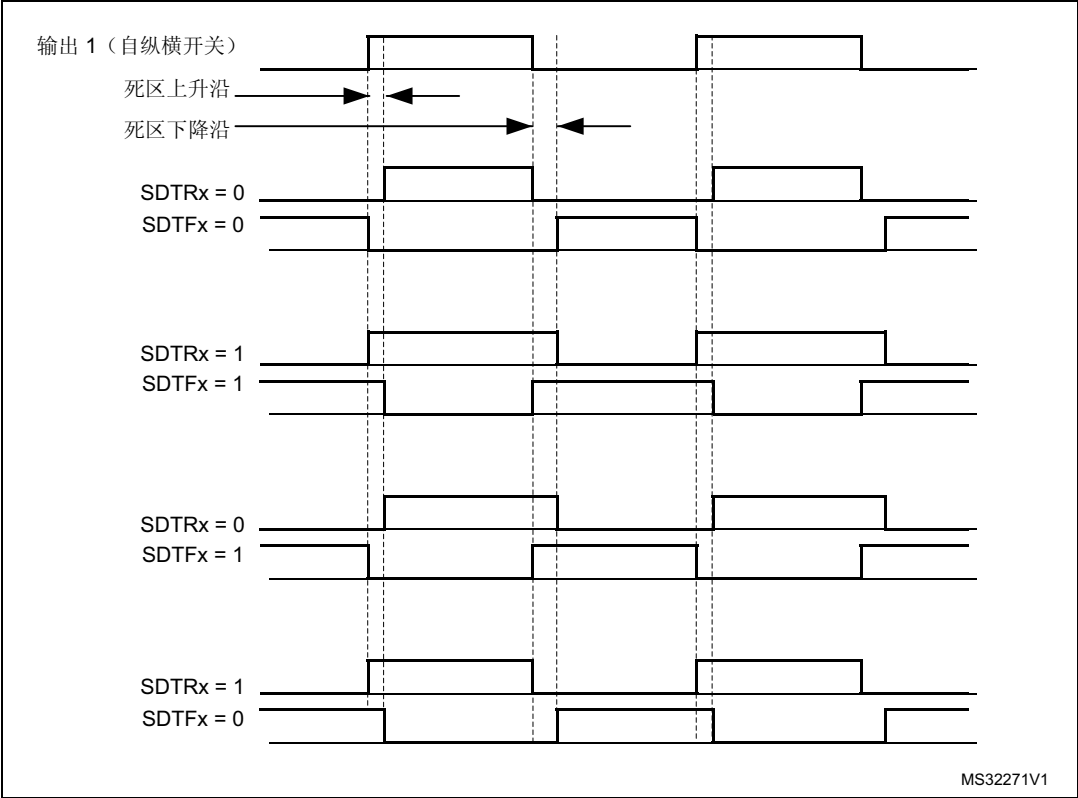 输出 1（自纵横开关）
死区上升沿
死区下降沿
SDTRx = 0
SDTFx = 0
SDTRx = 1
SDTFx = 1
SDTRx = 0
SDTFx = 1
SDTRx = 1
SDTFx = 0
MS32271V1